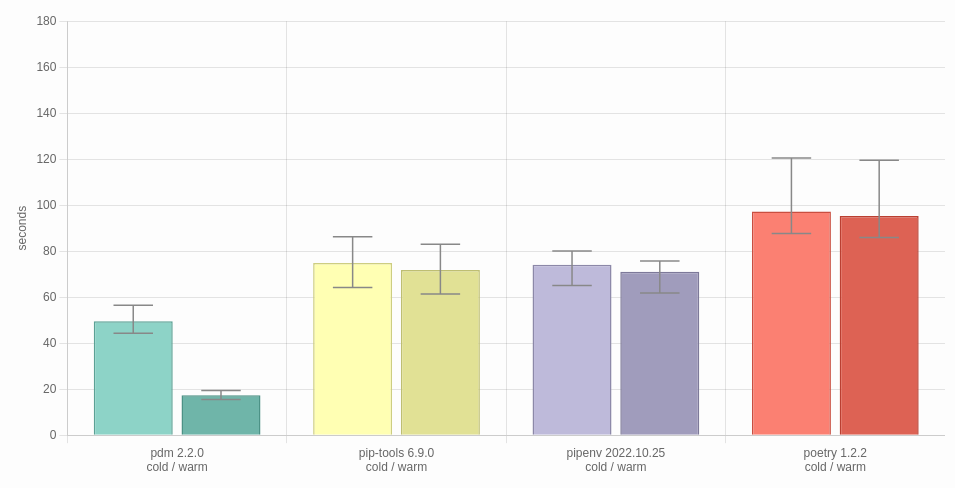 180
160
140
120
100
80
60
40
20
0
seconds
pdm 2.2.0
cold / warm
pip-tools 6.9.0
cold / warm
pipenv 2022.10.25
cold / warm
poetry 1.2.2
cold / warm